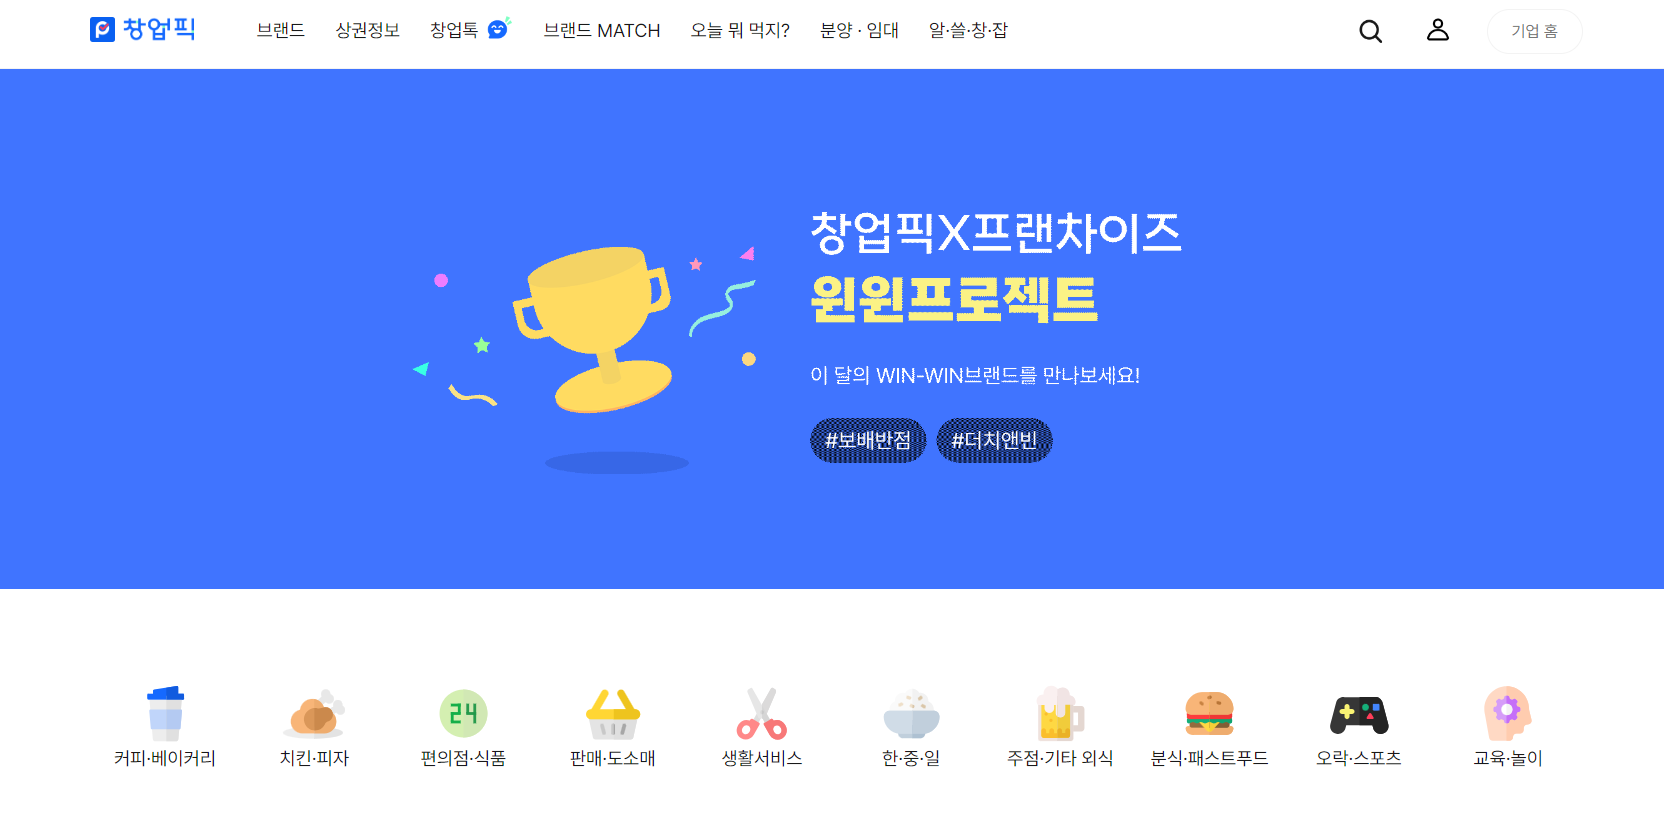 창업픽
브랜드 상권정보 창업톡 브랜드 MATCH 오늘 뭐 먹지? 분양 · 임대 알·쓸·창·잡 기업 홈
창업픽X프랜차이즈
윈윈프로젝트
이 달의 WIN-WIN브랜드를 만나보세요!
#보배반점 #더치앤빈
24
커피·베이커리 치킨·피자 편의점·식품 판매·도소매 생활서비스 한·중·일 주점·기타 외식 분식·패스트푸드 오락·스포츠 교육·놀이